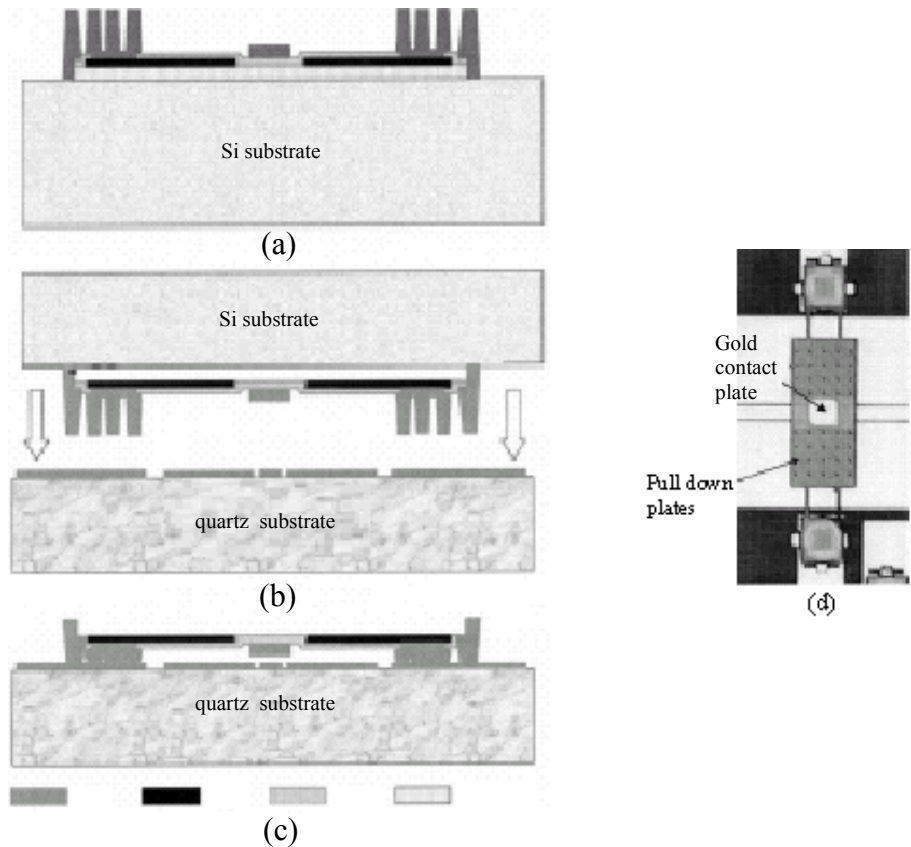 Si substrate
(a)
Si substrate
quartz substrate
(b)
quartz substrate
(c)
Gold
contact
plate
Pull down
plates
(d)